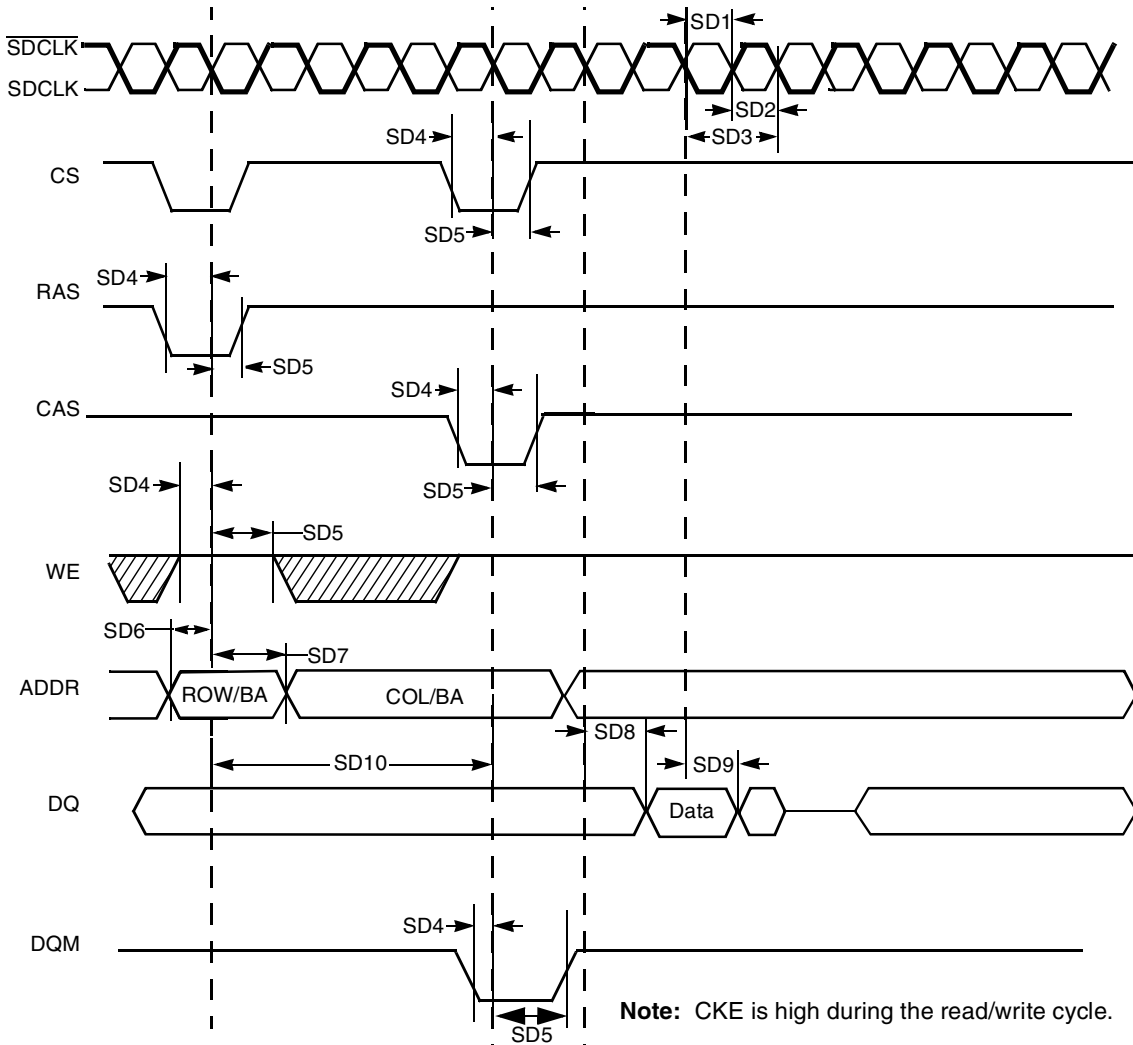 SD1
SDCLK
SDCLK
SD2
SD4
SD3
CS
SD5
SD4
RAS
SD5
SD4
CAS
SD4
SD5
SD5
WE
SD6
SD7
ADDR
ROW/BA
COL/BA
SD8
SD10
SD9
DQ
Data
SD4
DQM
Note: CKE is high during the read/write cycle.
SD5